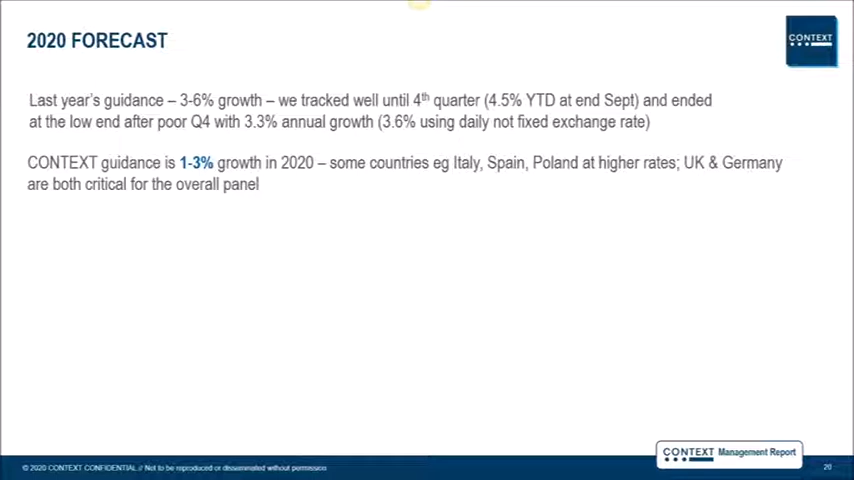 2020 FORECAST
CONTEXT
Last year's guidance – 3-6% growth – we tracked well until 4th quarter (4.5% YTD at end Sept) and ended
at the low end after poor Q4 with 3.3% annual growth (3.6% using daily not fixed exchange rate)
CONTEXT guidance is 1-3% growth in 2020 – some countries eg Italy, Spain, Poland at higher rates; UK & Germany
are both critical for the overall panel
CONTEXT Management Report
© 2020 CONTEXT CONFIDENTIAL // Not to be reproduced or disseminated without permission
20